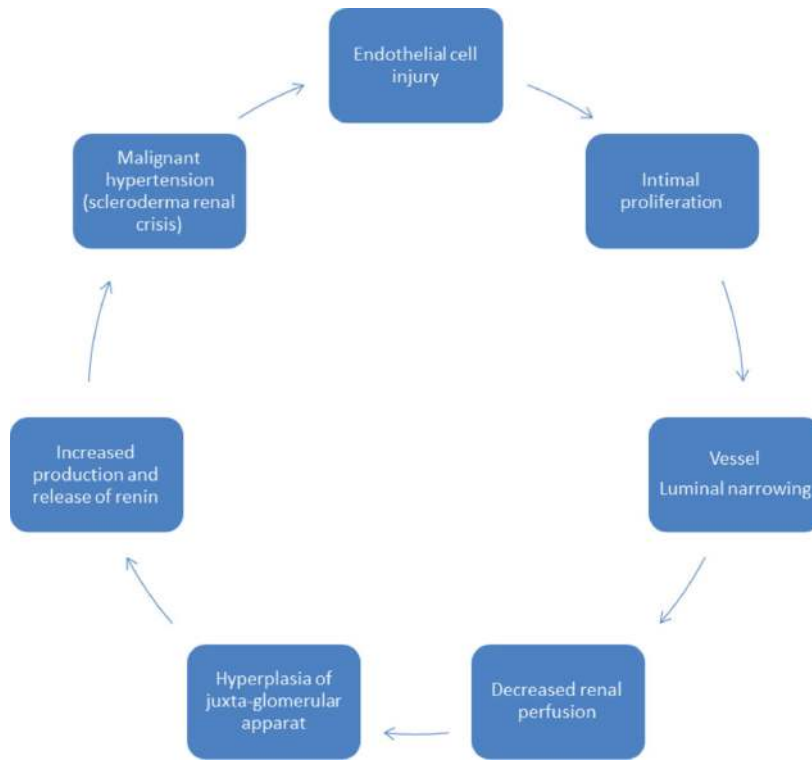 Endothelial cell
injury
Intimal
proliferation
Vessel
Luminal narrowing
Decreased renal
perfusion
Hyperplasia of
juxta-glomerular
apparat
Increased
production and
release of renin
Malignant
hypertension
(scleroderma renal
crisis)